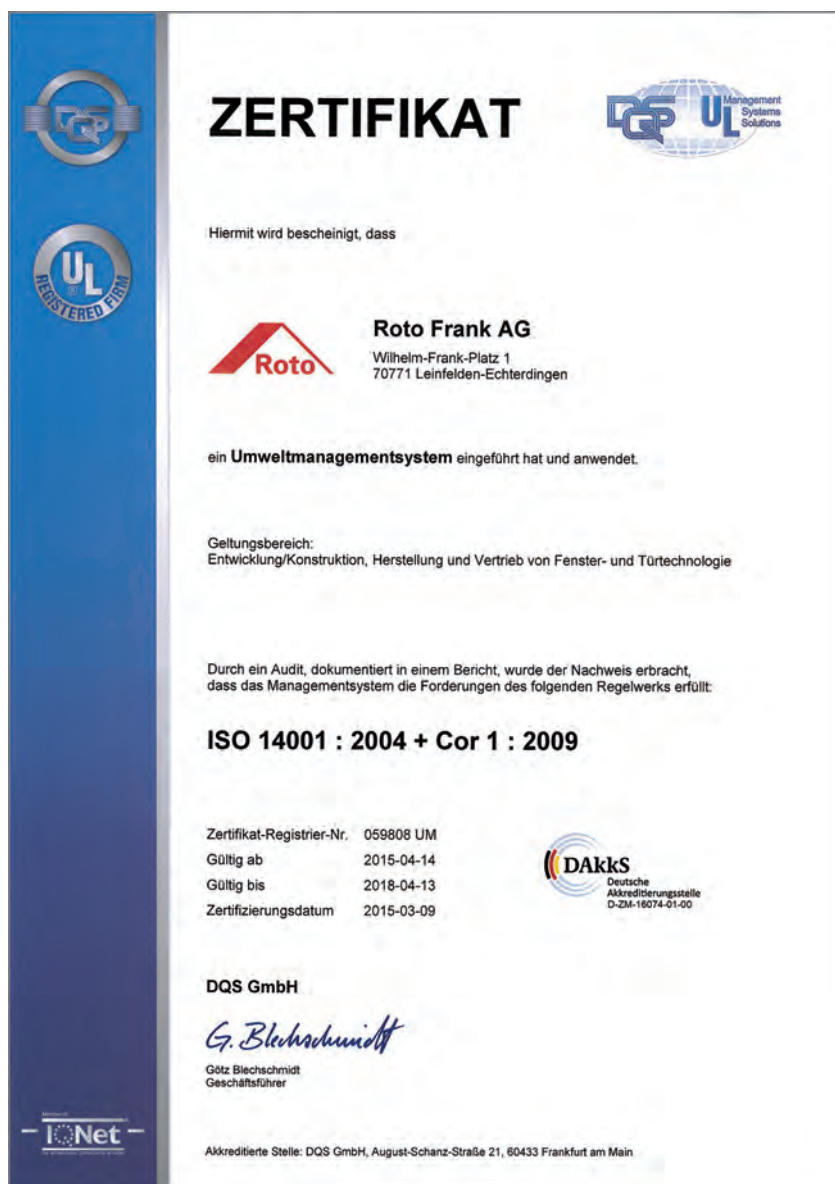 DQS
ZERTIFIKAT
DQS UL Management
Systems
Solutions
UL
REGISTERED FIRM
Hiermit wird bescheinigt, dass
Roto
Roto Frank AG
Wilhelm-Frank-Platz 1
70771 Leinfelden-Echterdingen
ein Umweltmanagementsystem eingeführt hat und anwendet.
Geltungsbereich:
Entwicklung/Konstruktion, Herstellung und Vertrieb von Fenster- und Türtechnologie
Durch ein Audit, dokumentiert in einem Bericht, wurde der Nachweis erbracht,
dass das Managementsystem die Forderungen des folgenden Regelwerks erfüllt:
ISO 14001 : 2004 + Cor 1 : 2009
Zertifikat-Registrier-Nr. 059808 UM
Gültig ab 2015-04-14
Gültig bis 2018-04-13
Zertifizierungsdatum 2015-03-09
DAkkS
Deutsche
Akkreditierungsstelle
D-ZM-16074-01-00
DQS GmbH
G. Blechschmidt
Götz Blechschmidt
Geschäftsführer
IQNet
Akkreditierte Stelle: DQS GmbH, August-Schanz-Straße 21, 60433 Frankfurt am Main